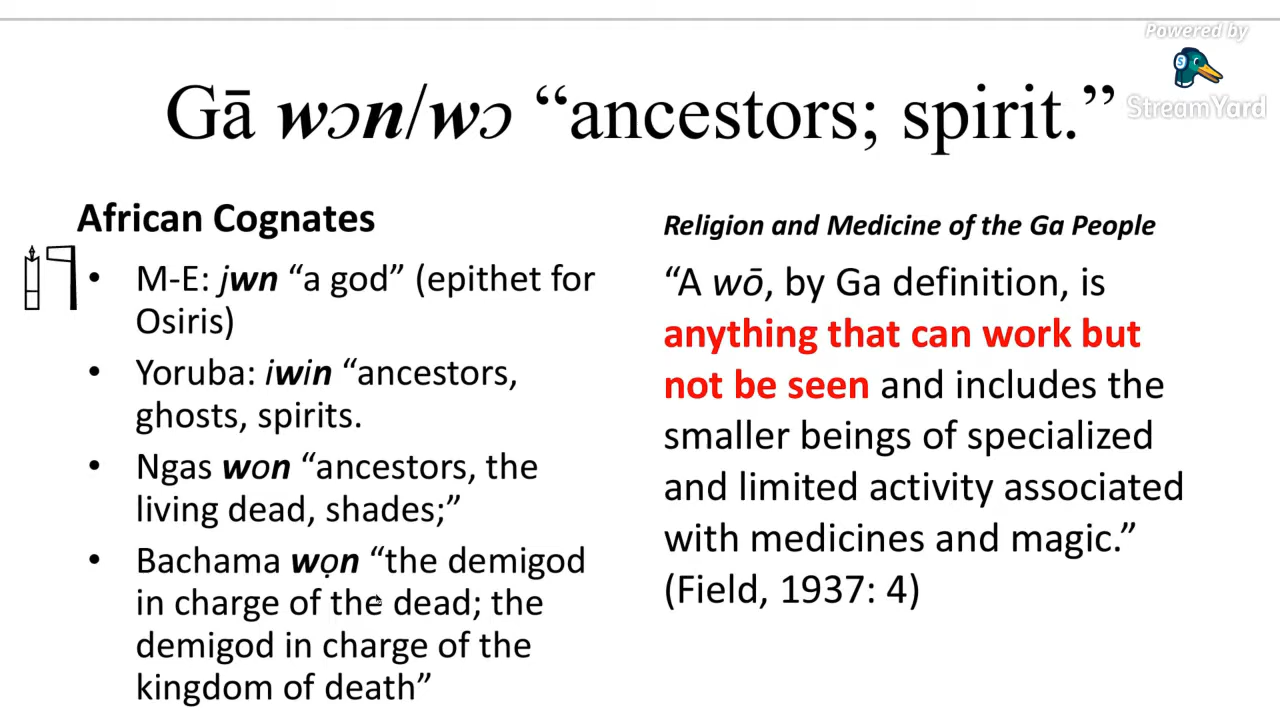 Powered by
StreamYard
Gā wɔn/wɔ “ancestors; spirit.”
African Cognates
• M-E: jwn “a god” (epithet for
Osiris)
• Yoruba: iwin “ancestors,
ghosts, spirits.
• Ngas won “ancestors, the
living dead, shades;”
• Bachama wọn “the demigod
in charge of the dead; the
demigod in charge of the
kingdom of death”
Religion and Medicine of the Ga People
“A wō, by Ga definition, is
anything that can work but
not be seen and includes the
smaller beings of specialized
and limited activity associated
with medicines and magic.”
(Field, 1937: 4)